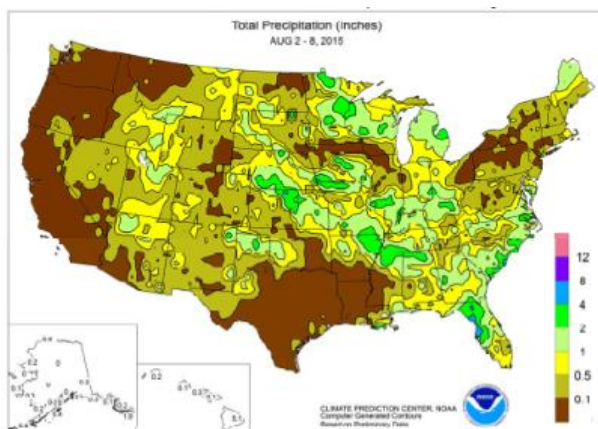 Total Precipitation (Inches)
AUG 2 - 8, 2015
12
8
4
2
1
0.5
0.1
CLIMATE PREDICTION CENTER, NOAA
Computer Generated Contours
Based on Preliminary Data